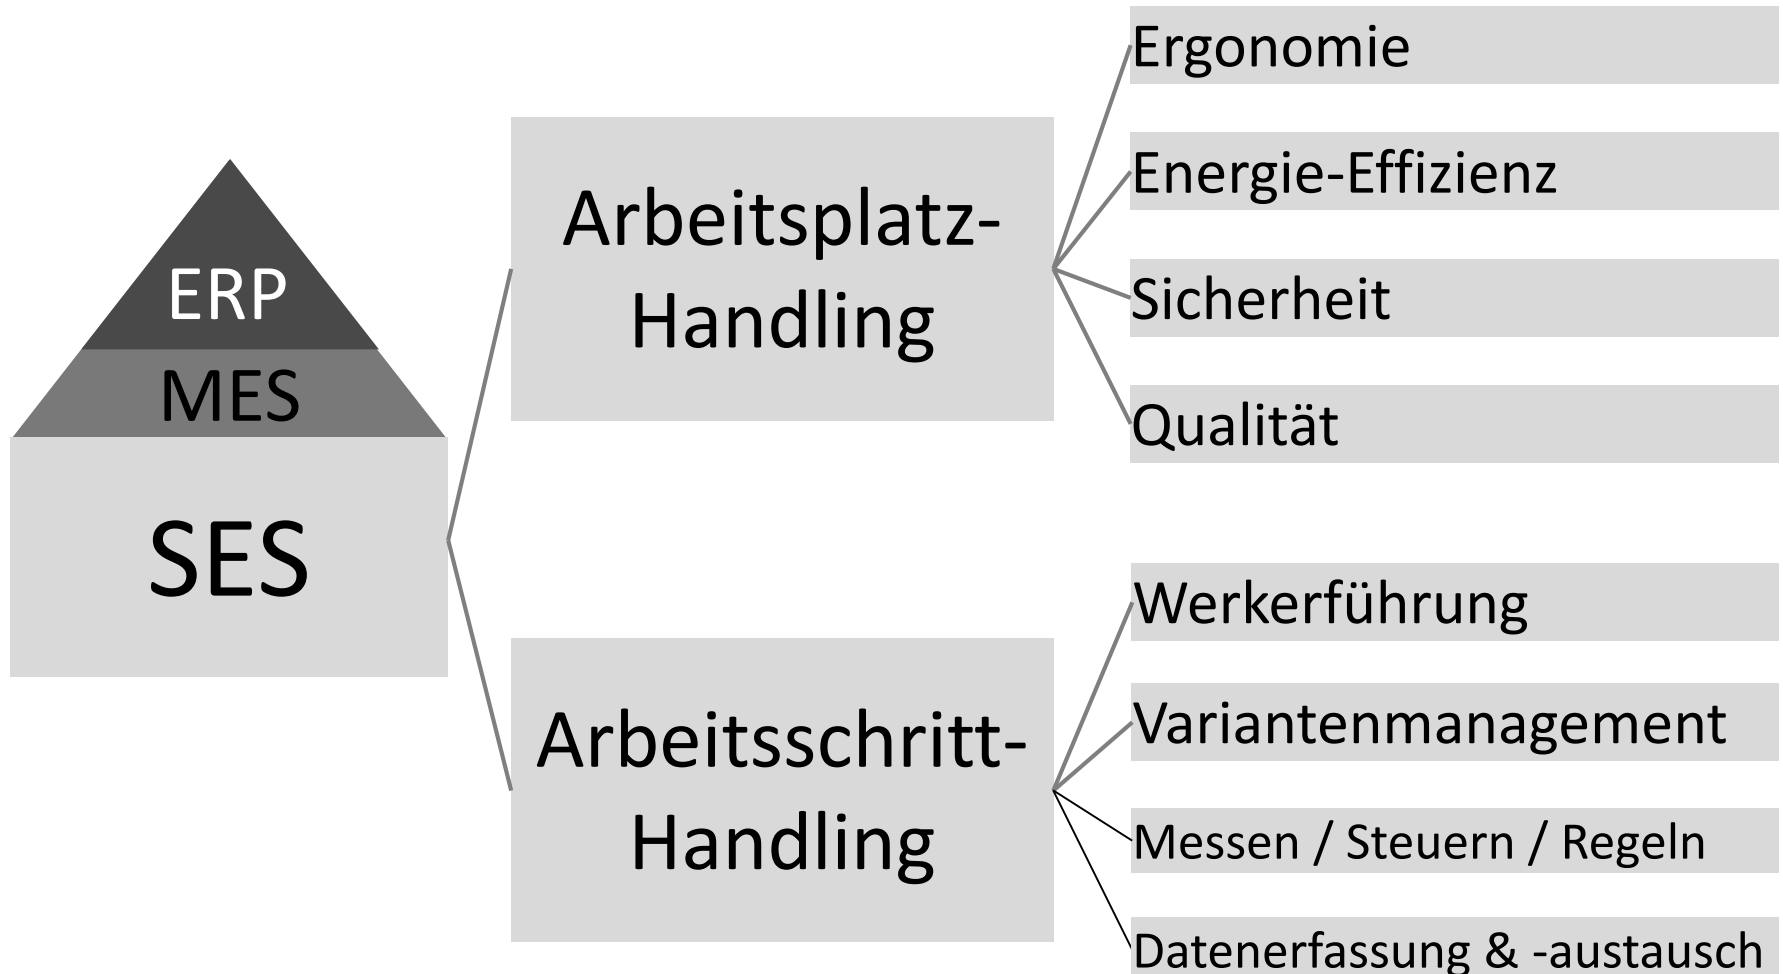 ERP
MES
SES
Arbeitsplatz-
Handling
Ergonomie
Energie-Effizienz
Sicherheit
Qualität
Arbeitsschritt-
Handling
Werkerführung
Variantenmanagement
Messen / Steuern / Regeln
Datenerfassung & -austausch